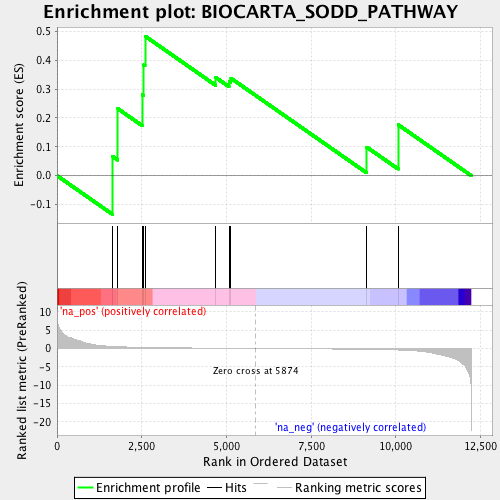 Enrichment plot: BIOCARTA_SODD_PATHWAY
Enrichment score (ES)
0.5
0.4
0.3
0.2
0.1
0.0
-0.1
'na_pos' (positively correlated)
Ranked list metric (PreRanked)
10
5
0
-5
-10
-15
-20
Zero cross at 5874
'na_neg' (negatively correlated)
0
2,500
5,000
7,500
10,000
12,500
Rank in Ordered Dataset
Enrichment profile
Hits
Ranking metric scores